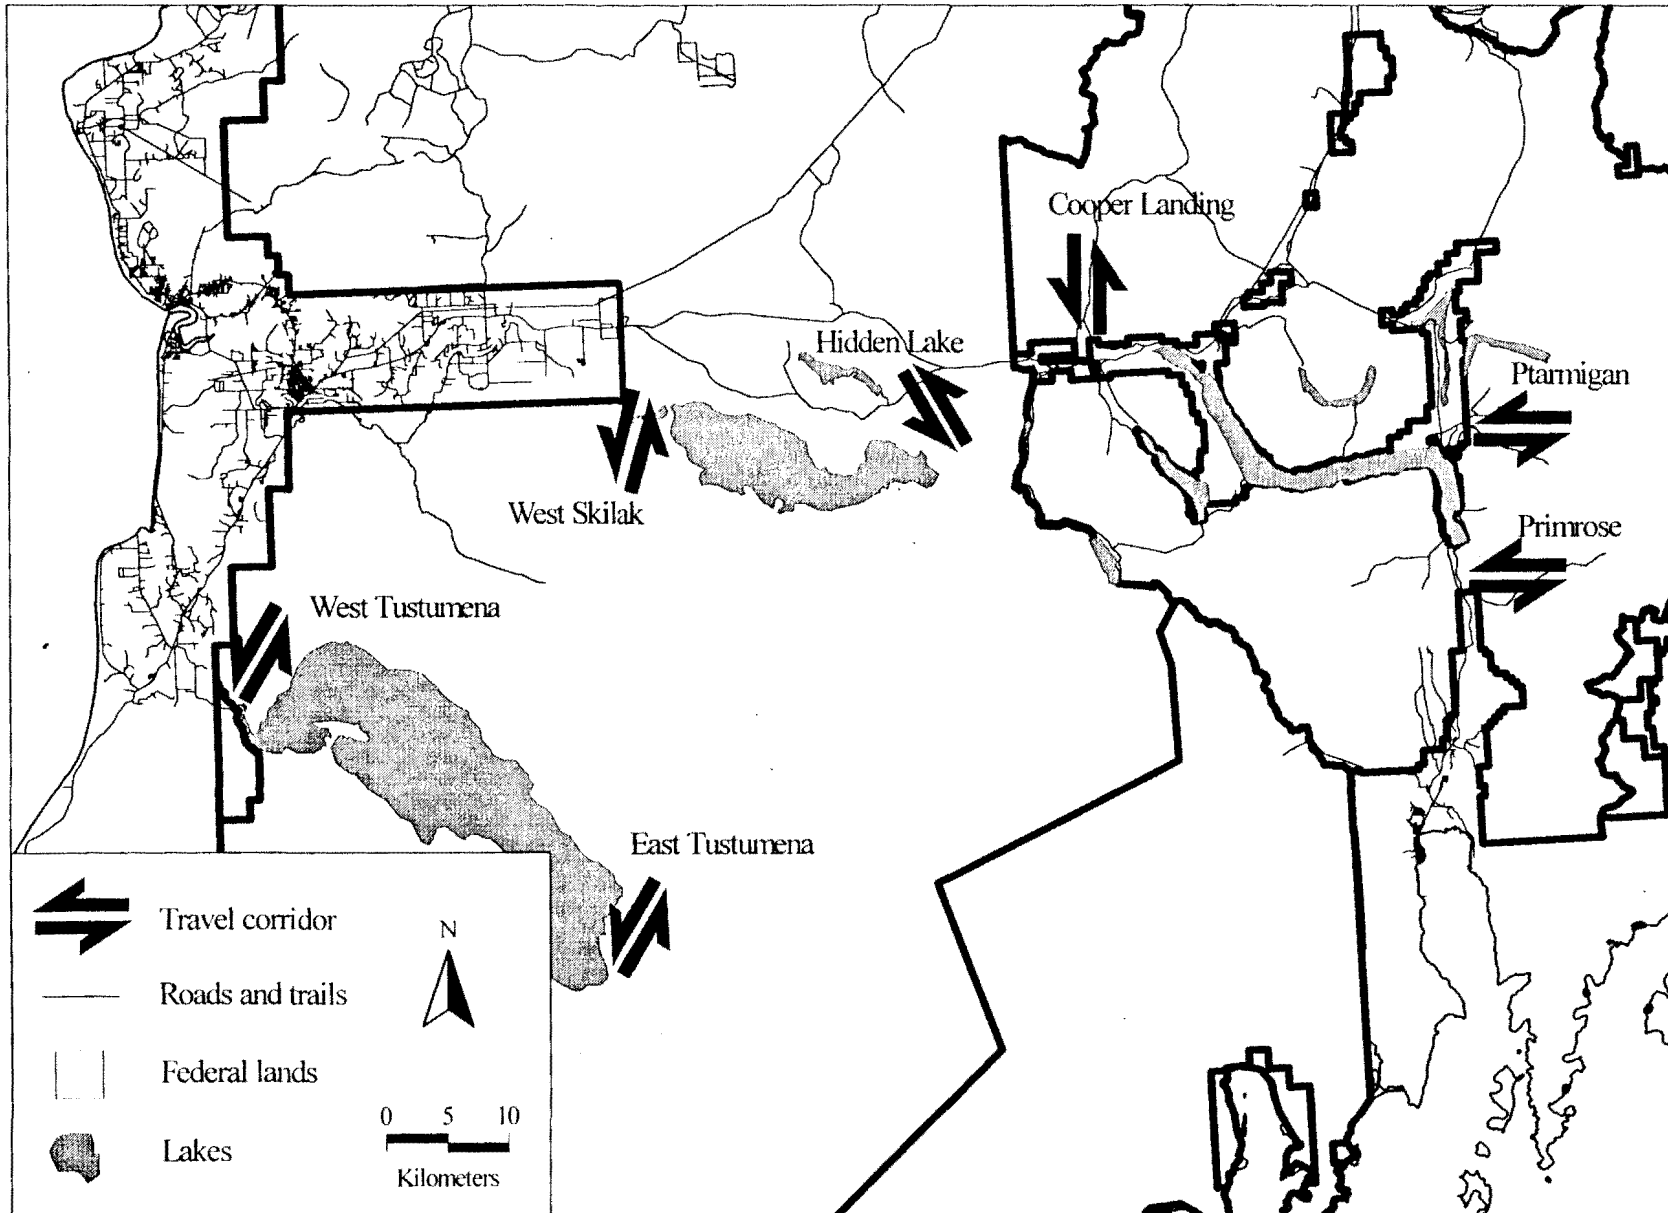 Cooper Landing
Hidden Lake
Ptarmigan
West Skilak
Primrose
West Tustumena
East Tustumena
Travel corridor
N
Roads and trails
Federal lands
0 5 10
Lakes
Kilometers